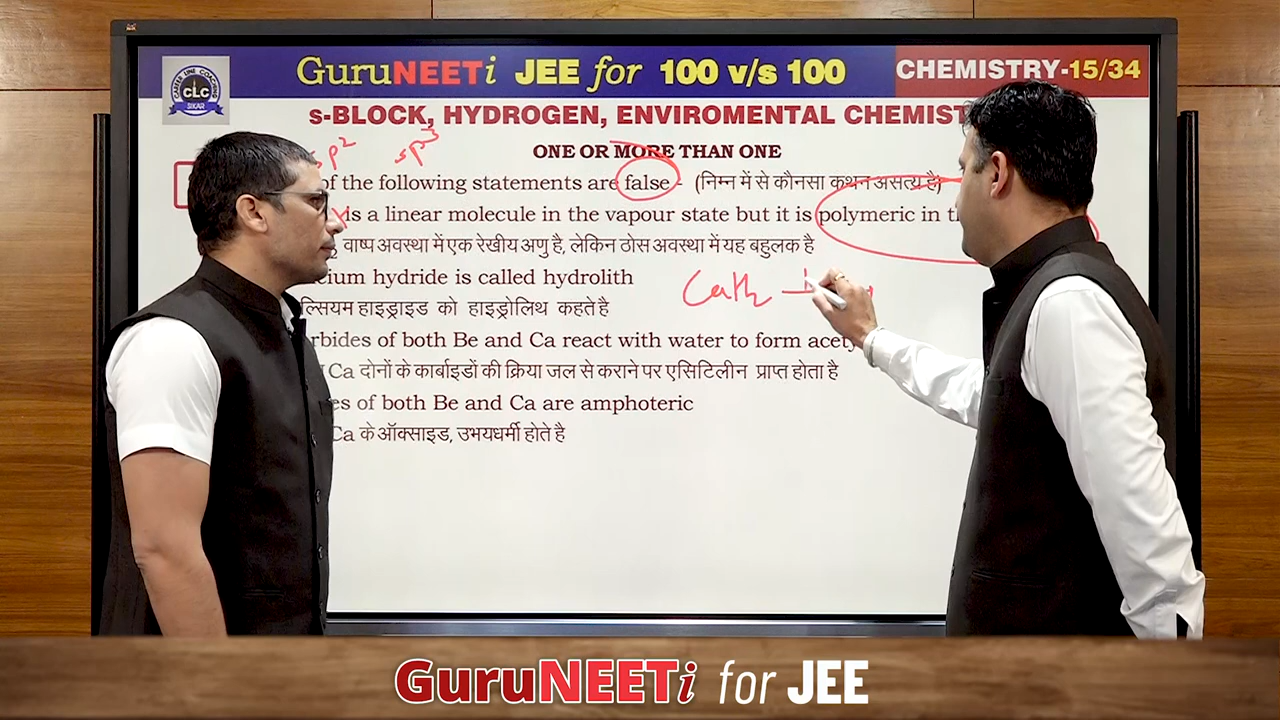 GuruNEETi JEE for 100 v/s 100
CHEMISTRY-15/34
CAREER LINE COACHING
CLC
SIKAR
s-BLOCK, HYDROGEN, ENVIROMENTAL CHEMIST
sp2 sp3
ONE OR MORE THAN ONE
of the following statements are false - (निम्न में से कौनसा कथन असत्य है)
is a linear molecule in the vapour state but it is polymeric in
वाष्प अवस्था में एक रेखीय अणु है, लेकिन ठोस अवस्था में यह बहुलक है
cium hydride is called hydrolith
CaH2
ल्सियम हाइड्राइड को हाइड्रोलिथ कहते है
rbides of both Be and Ca react with water to form acety
Ca दोनों के कार्बाइडों की क्रिया जल से कराने पर एसिटिलीन प्राप्त होता है
es of both Be and Ca are amphoteric
Ca के ऑक्साइड, उभयधर्मी होते है
GuruNEETi for JEE